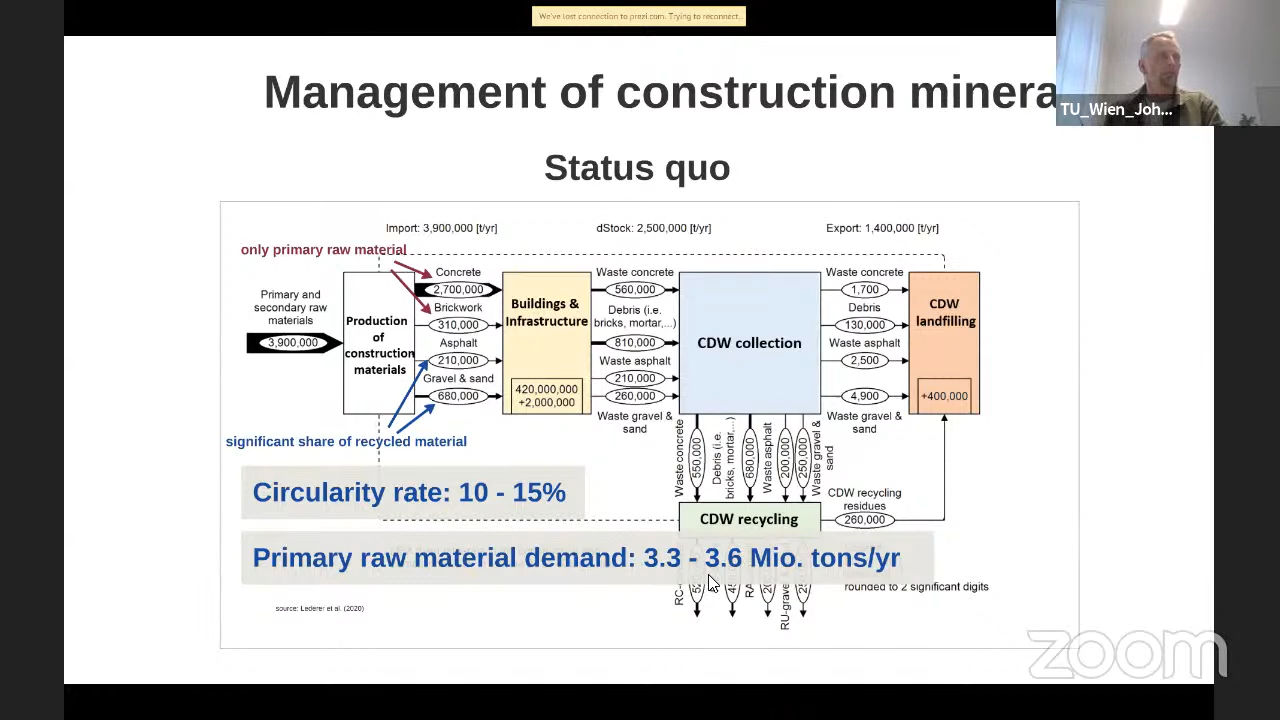 We've lost connection to prezi.com. Trying to reconnect...
Management of construction minera
TU_Wien_Joh...
Status quo
Import: 3,900,000 [t/yr]
dStock: 2,500,000 [t/yr]
Export: 1,400,000 [t/yr]
only primary raw material
Primary and
secondary raw
materials
3,900,000
Production
of
construction
materials
Concrete
2,700,000
Brickwork
310,000
Asphalt
210,000
Gravel & sand
680,000
Buildings &
Infrastructure
420,000,000
+2,000,000
Waste concrete
560,000
Debris (i.e.
bricks, mortar,...)
810,000
Waste asphalt
210,000
260,000
Waste gravel &
sand
CDW collection
Waste concrete
1,700
Debris
130,000
Waste asphalt
2,500
4,900
Waste gravel &
sand
CDW
landfilling
+400,000
significant share of recycled material
Waste concrete
550,000
Debris (i.e.
bricks, mortar,...)
680,000
Waste asphalt
200,000
250,000
Waste gravel &
sand
CDW recycling
residues
260,000
CDW recycling
Circularity rate: 10 - 15%
Primary raw material demand: 3.3 - 3.6 Mio. tons/yr
RU-grave
rounded to 2 significant digits
source: Lederer et al. (2020)
zoom